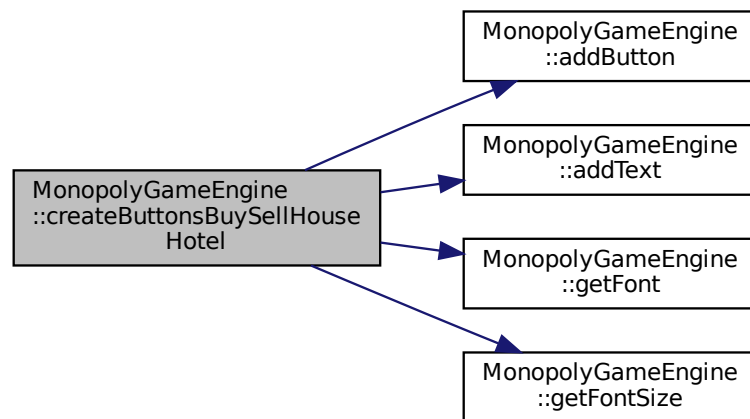 MonopolyGameEngine
::addButton
MonopolyGameEngine
::addText
MonopolyGameEngine
::createButtonsBuySellHouse
Hotel
MonopolyGameEngine
::getFont
MonopolyGameEngine
::getFontSize